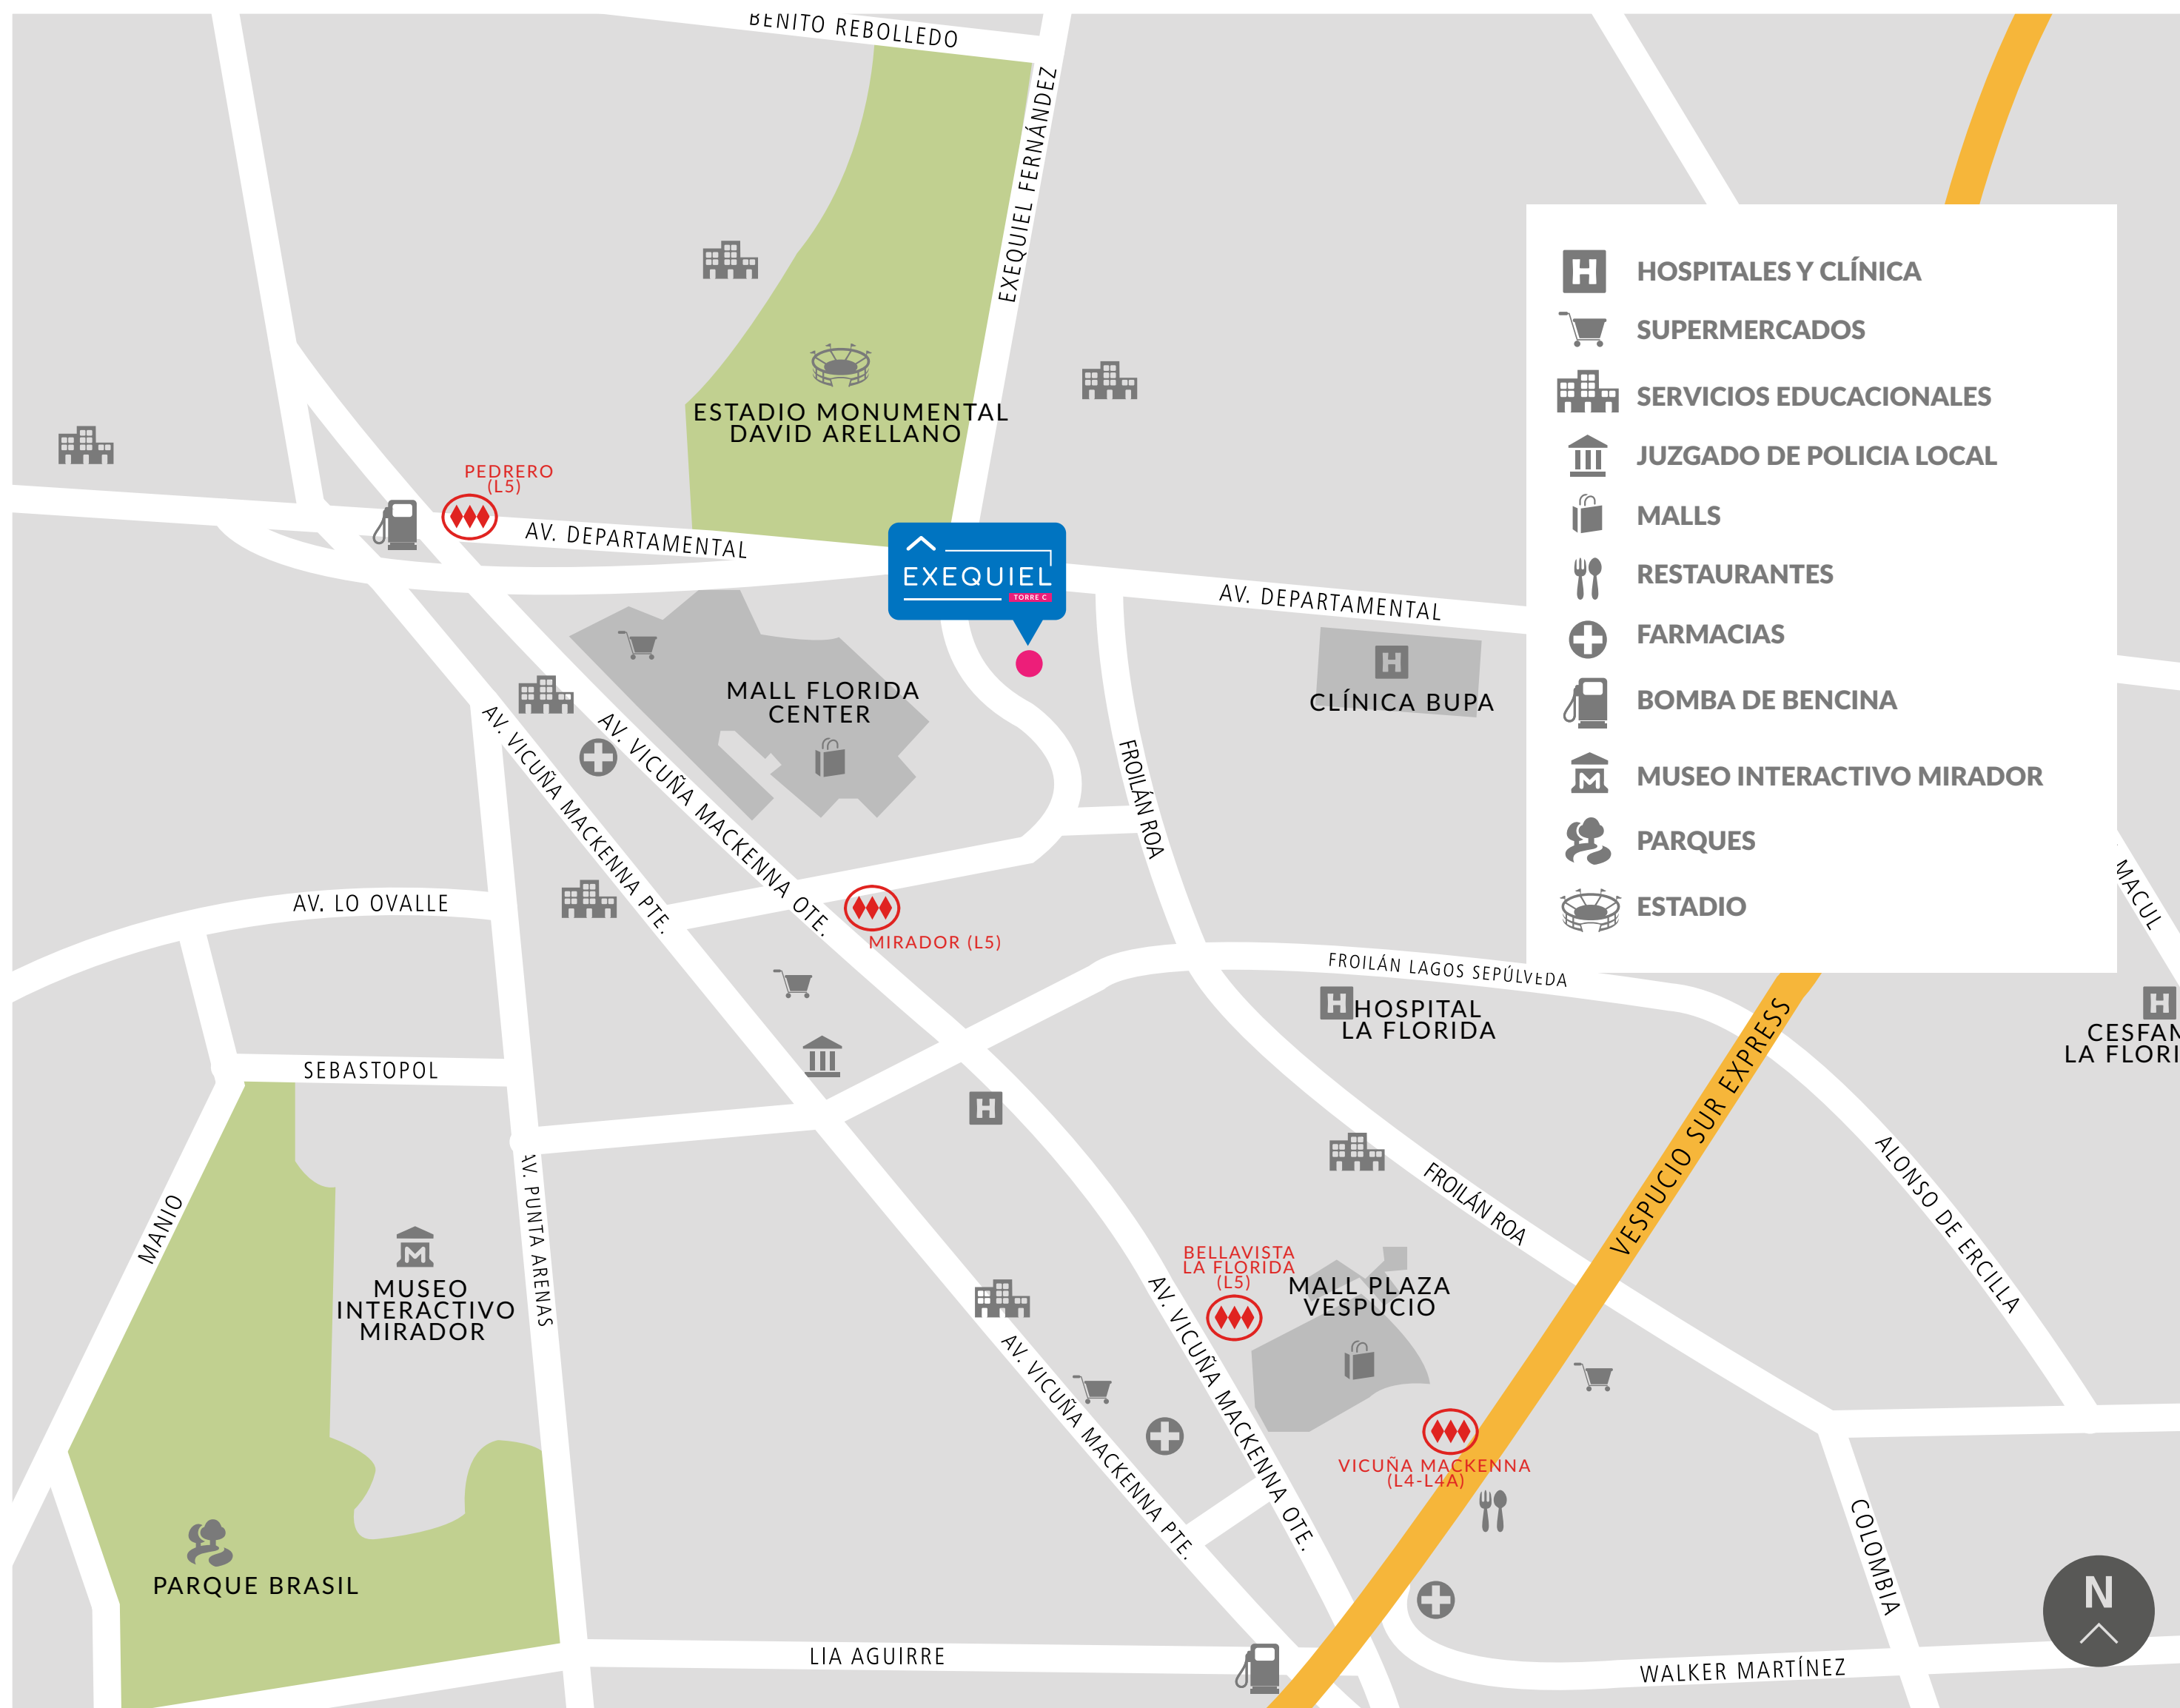 BENITO REBOLLEDO
EXEQUIEL FERNÁNDEZ
HOSPITALES Y CLÍNICA
SUPERMERCADOS
SERVICIOS EDUCACIONALES
JUZGADO DE POLICIA LOCAL
MALLS
RESTAURANTES
FARMACIAS
BOMBA DE BENCINA
MUSEO INTERACTIVO MIRADOR
PARQUES
ESTADIO
ESTADIO MONUMENTAL
DAVID ARELLANO
PEDRERO
(L5)
AV. DEPARTAMENTAL
EXEQUIEL
TORRE C
AV. DEPARTAMENTAL
MALL FLORIDA
CENTER
CLÍNICA BUPA
AV. VICUÑA MACKENNA PTE.
AV. VICUÑA MACKENNA OTE.
FROILÁN ROA
AV. LO OVALLE
MIRADOR (L5)
MACUL
FROILÁN LAGOS SEPÚLVEDA
HOSPITAL
LA FLORIDA
CESFAM
LA FLORI
SEBASTOPOL
VESPUCIO SUR EXPRESS
MANIO
AV. PUNTA ARENAS
FROILÁN ROA
ALONSO DE ERCILLA
MUSEO
INTERACTIVO
MIRADOR
BELLAVISTA
LA FLORIDA
(L5)
MALL PLAZA
VESPUCIO
AV. VICUÑA MACKENNA PTE.
AV. VICUÑA MACKENNA OTE.
VICUÑA MACKENNA
(L4-L4A)
COLOMBIA
PARQUE BRASIL
N
LIA AGUIRRE
WALKER MARTÍNEZ